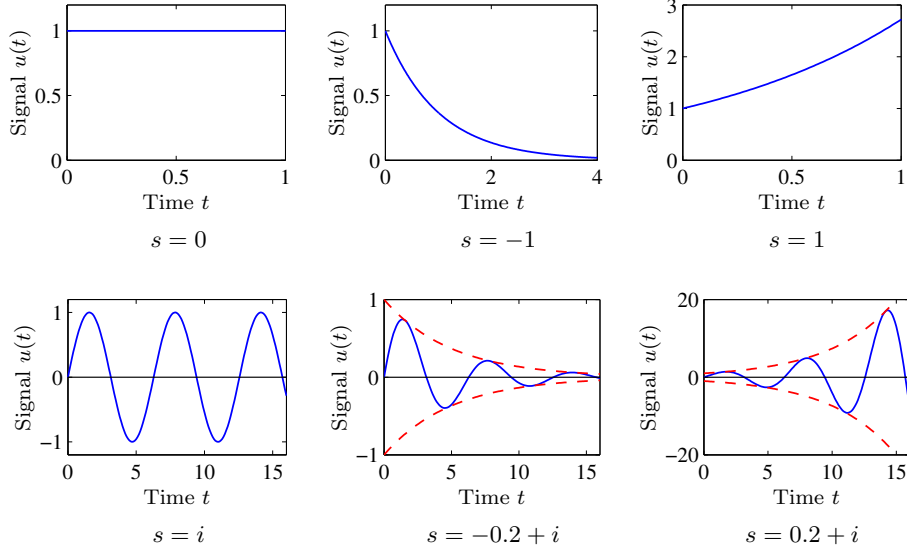 1
0.5
0
0 0.5 1
Signal u(t)
Time t
s = 0
1
0.5
0
0 2 4
Signal u(t)
Time t
s = −1
3
2
1
0
0 0.5 1
Signal u(t)
Time t
s = 1
1
0
−1
0 5 10 15
Signal u(t)
Time t
s = i
1
0
−1
0 5 10 15
Signal u(t)
Time t
s = −0.2 + i
20
0
−20
0 5 10 15
Signal u(t)
Time t
s = 0.2 + i